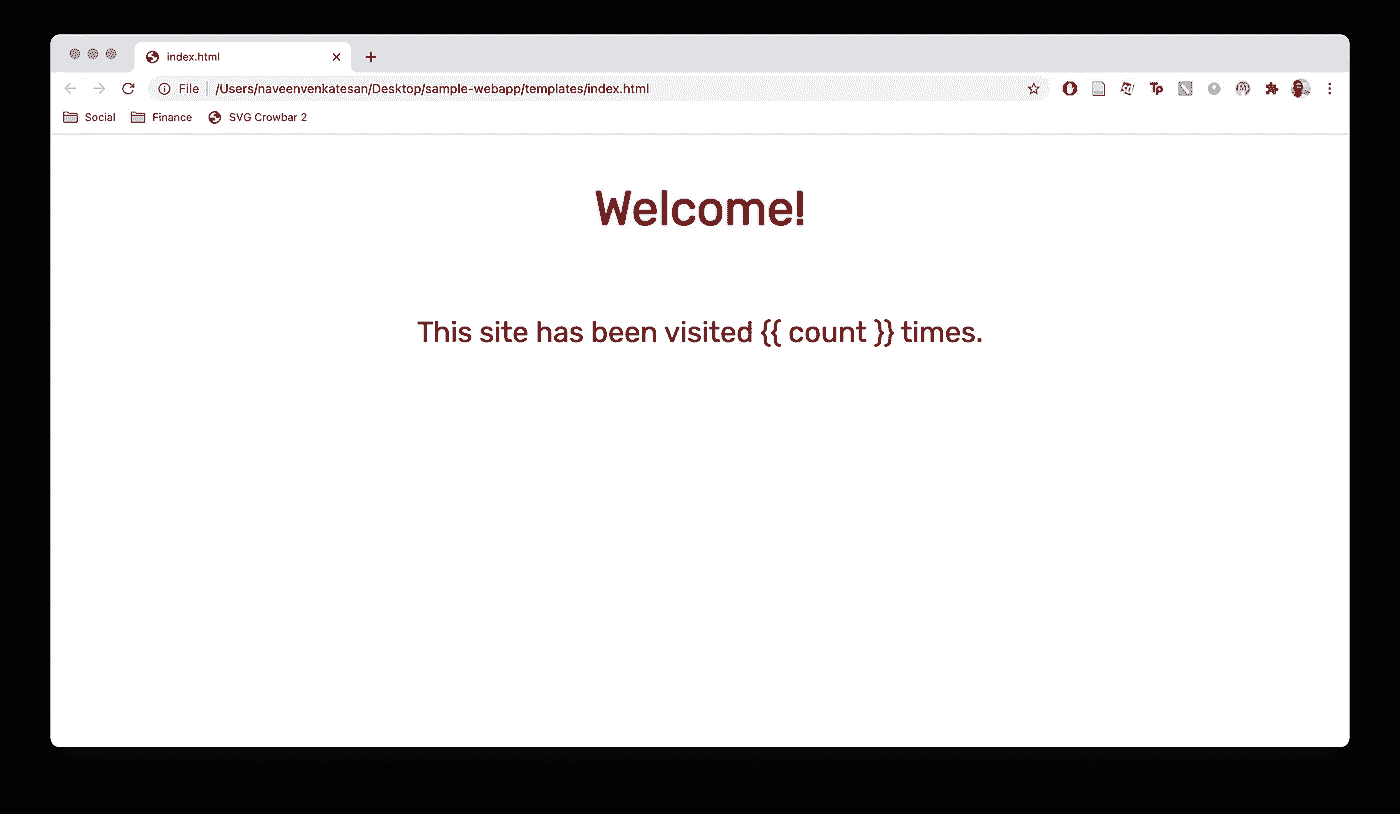 index.html
File /Users/naveenvenkatesan/Desktop/sample-webapp/templates/index.html
Tp
Social Finance SVG Crowbar 2
Welcome!
This site has been visited {{ count }} times.